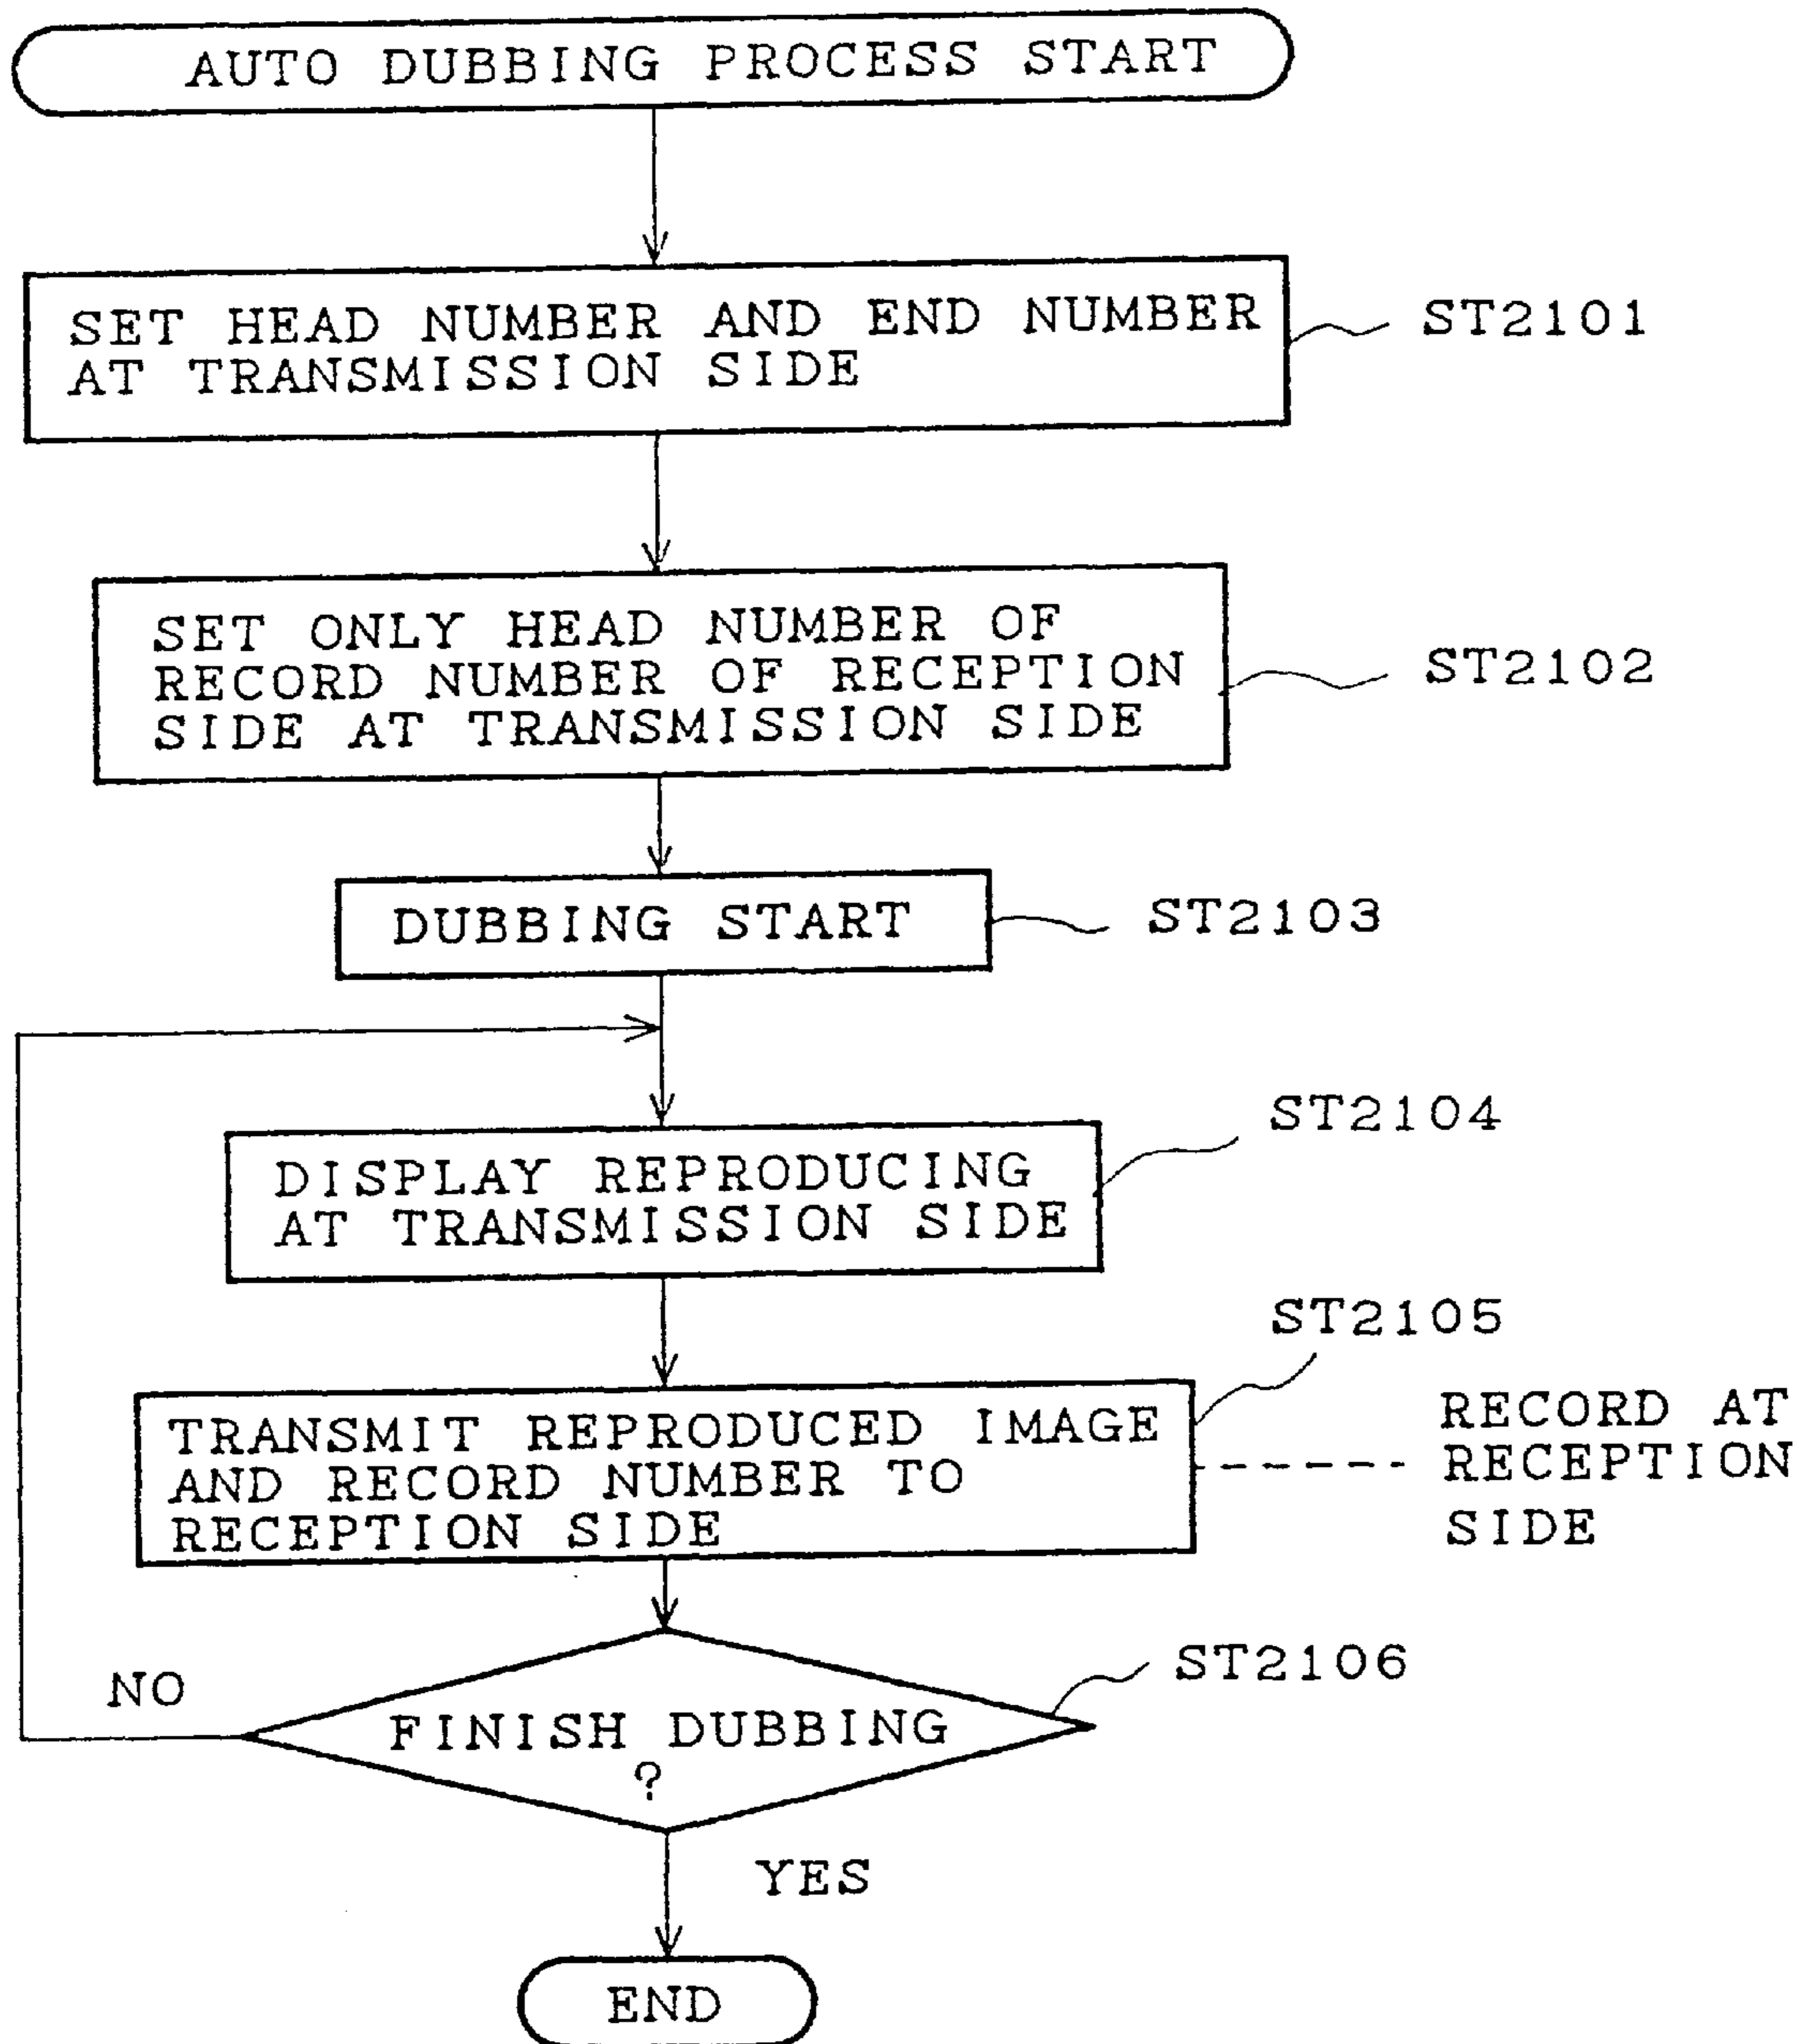 AUTO DUBBING PROCESS START
SET HEAD NUMBER AND END NUMBER
AT TRANSMISSION SIDE
ST2101
SET ONLY HEAD NUMBER OF
RECORD NUMBER OF RECEPTION
SIDE AT TRANSMISSION SIDE
ST2102
DUBBING START
ST2103
DISPLAY REPRODUCING
AT TRANSMISSION SIDE
ST2104
TRANSMIT REPRODUCED IMAGE
AND RECORD NUMBER TO
RECEPTION SIDE
ST2105
RECORD AT
RECEPTION
SIDE
FINISH DUBBING
?
ST2106
NO
YES
END